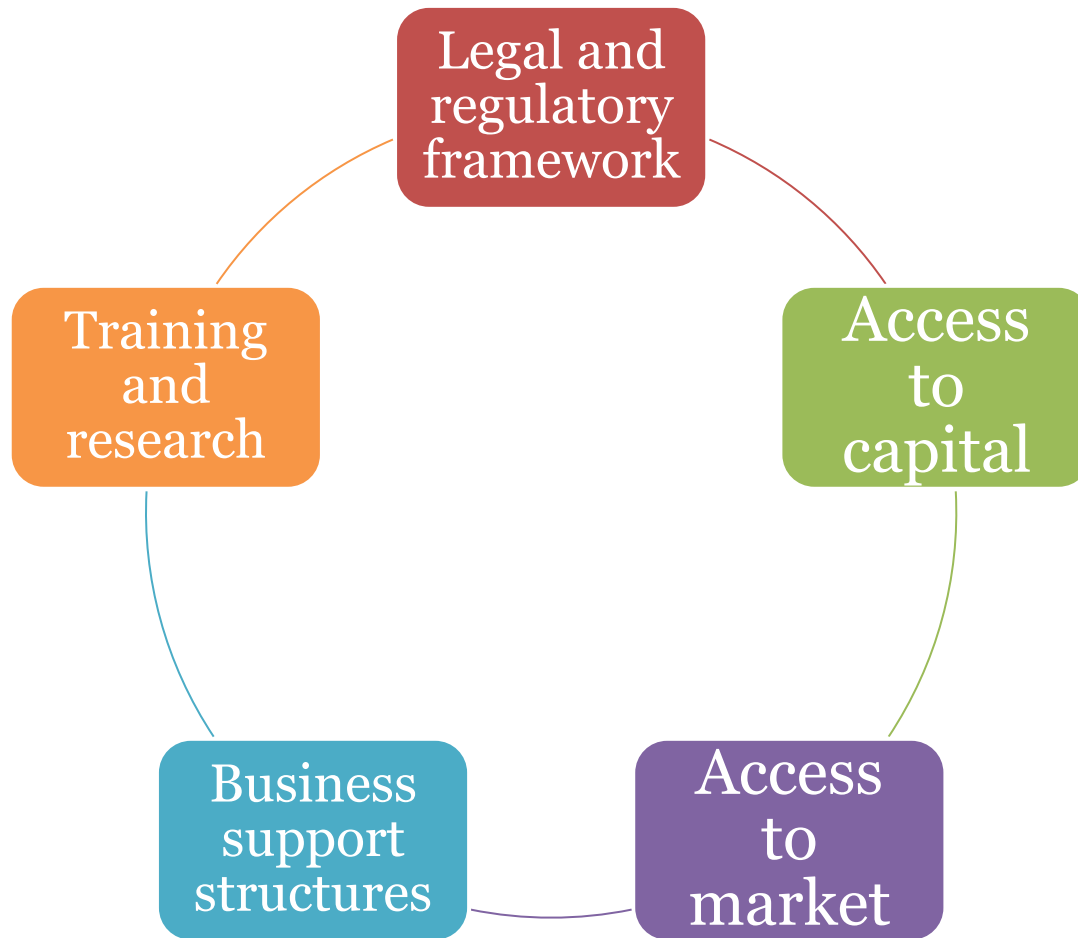 Legal and
regulatory
framework
Training
and
research
Access
to
capital
Business
support
structures
Access
to
market